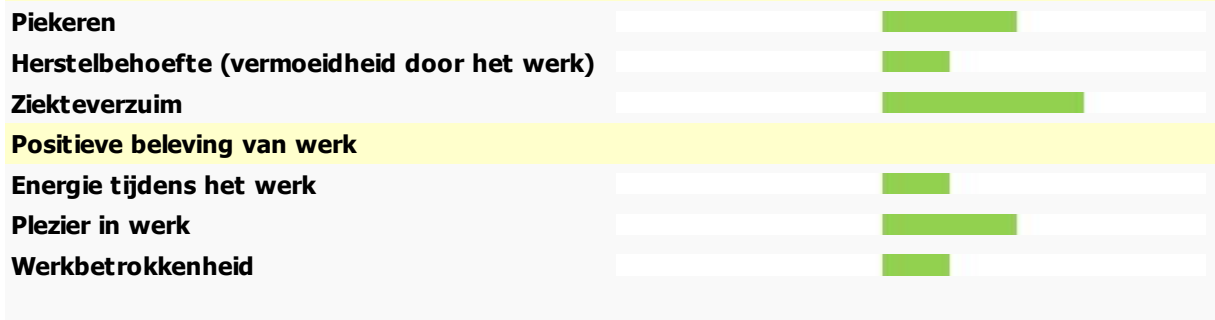 Piekeren
Herstelbehoefte (vermoeidheid door het werk)
Ziekteverzuim
Positieve beleving van werk
Energie tijdens het werk
Plezier in werk
Werkbetrokkenheid